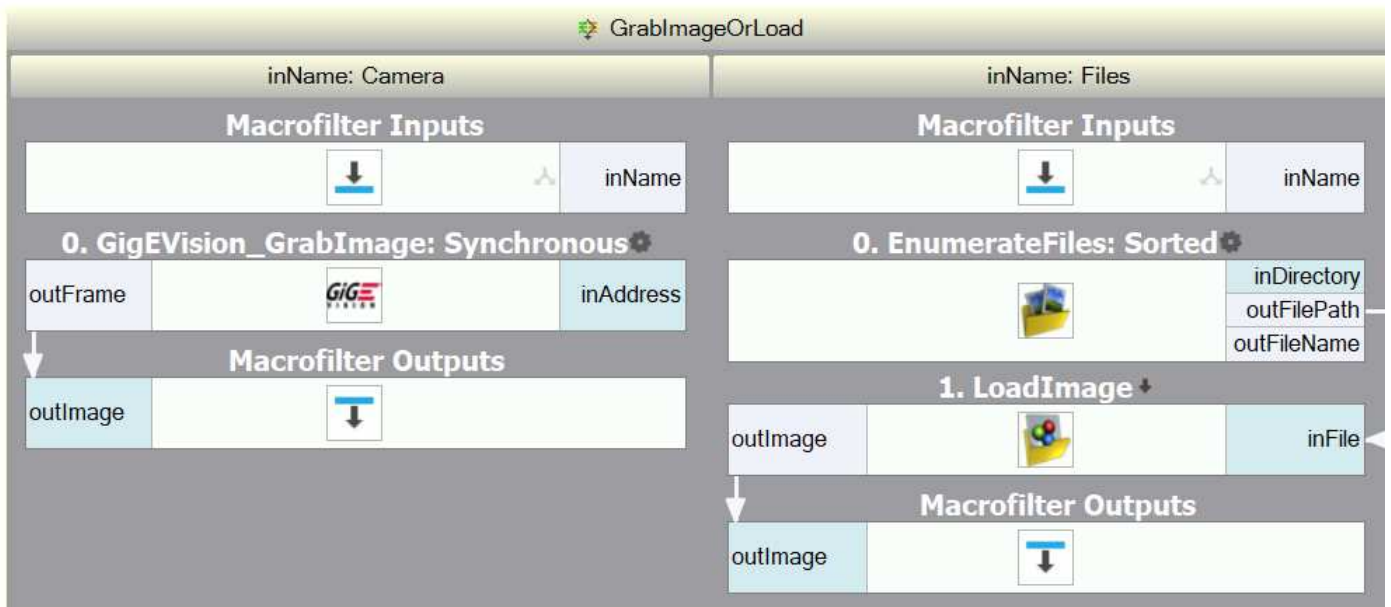 GrabImageOrLoad
inName: Camera
Macrofilter Inputs
inName
0. GigEVision_GrabImage: Synchronous
outFrame
GiGE
VISION
inAddress
Macrofilter Outputs
outImage
inName: Files
Macrofilter Inputs
inName
0. EnumerateFiles: Sorted
inDirectory
outFilePath
outFileName
1. LoadImage
outImage
inFile
Macrofilter Outputs
outImage